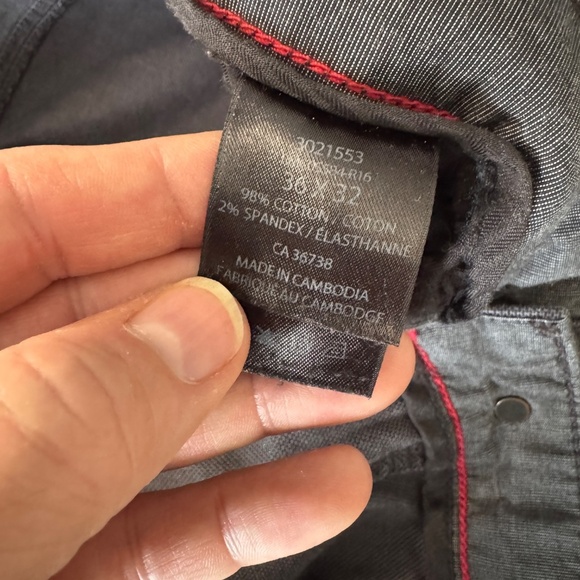 3021553
36 X 32
98% COTTON / COTON
2% SPANDEX / ÉLASTHANNE
CA 36738
MADE IN CAMBODIA
FABRIQUÉ AU CAMBODGE